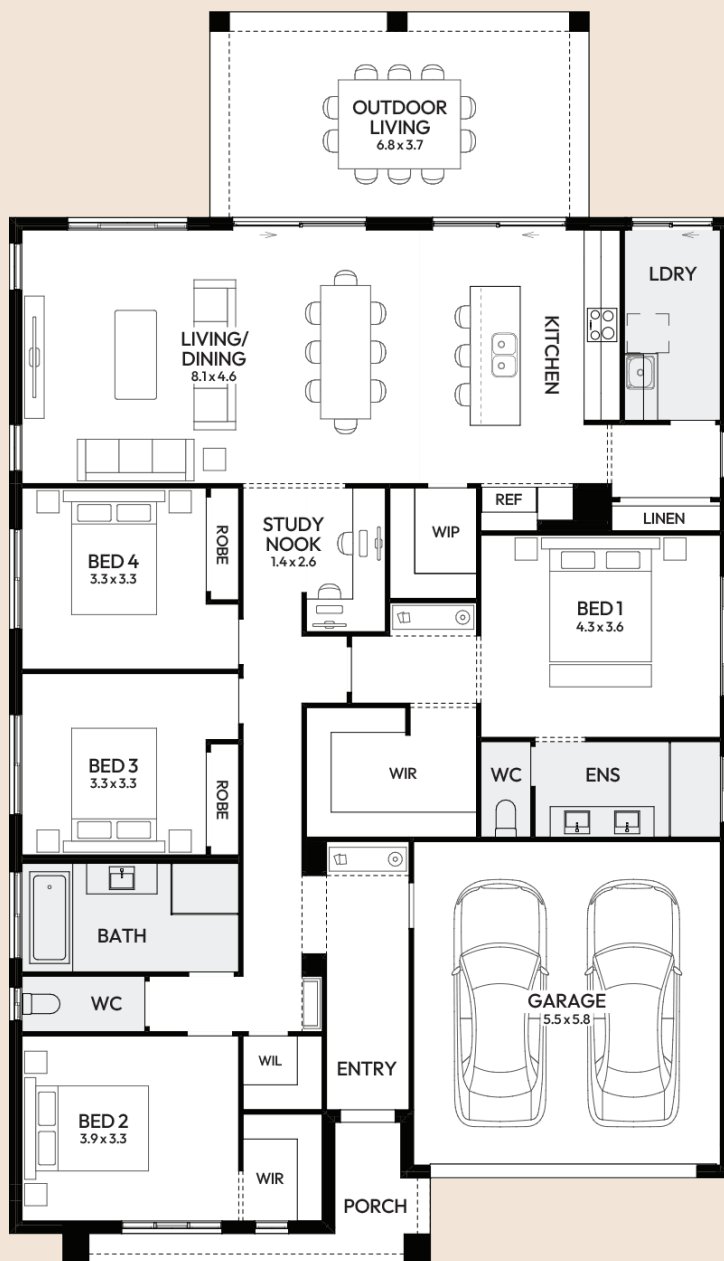 OUTDOOR
LIVING
6.8 x 3.7
LDRY
LIVING/
DINING
8.1 x 4.6
KITCHEN
REF
LINEN
STUDY
NOOK
1.4 x 2.6
WIP
ROBE
BED 4
3.3 x 3.3
BED 1
4.3 x 3.6
BED 3
3.3 x 3.3
ROBE
WIR
WC
ENS
BATH
WC
GARAGE
5.5 x 5.8
WIL
ENTRY
BED 2
3.9 x 3.3
WIR
PORCH